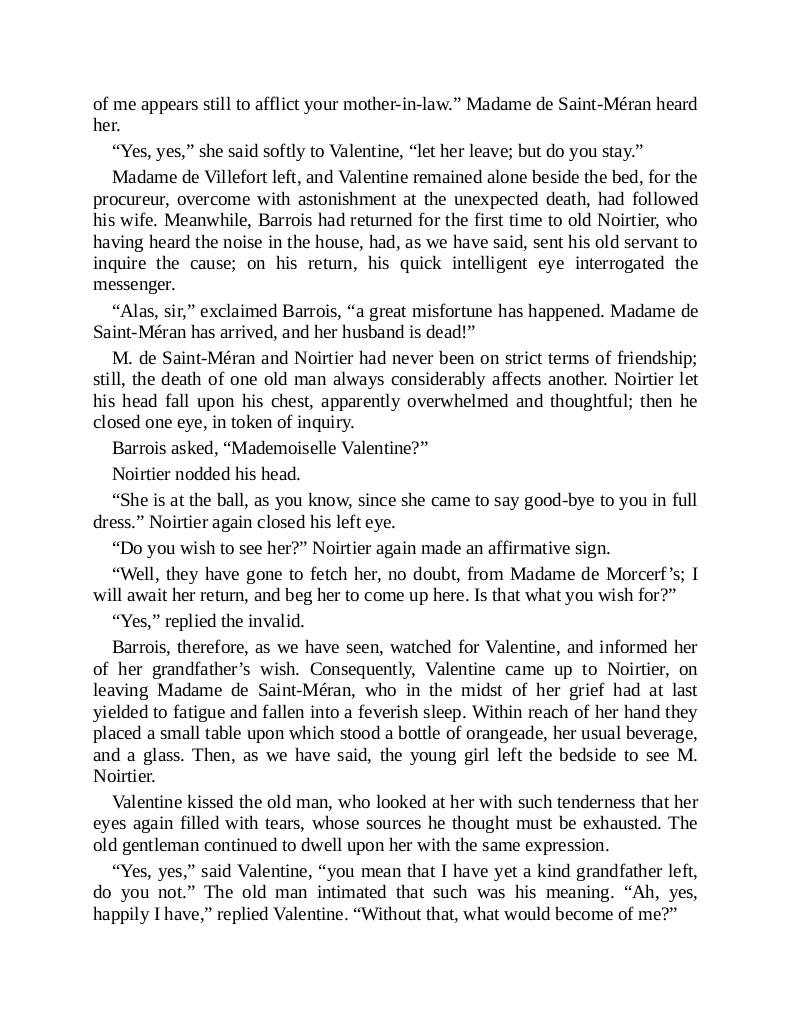 of me appears still to afflict your mother-in-law.” Madame de Saint-Méran heard
her.
“Yes, yes,” she said softly to Valentine, “let her leave; but do you stay.”
Madame de Villefort left, and Valentine remained alone beside the bed, for the
procureur, overcome with astonishment at the unexpected death, had followed
his wife. Meanwhile, Barrois had returned for the first time to old Noirtier, who
having heard the noise in the house, had, as we have said, sent his old servant to
inquire the cause; on his return, his quick intelligent eye interrogated the
messenger.
“Alas, sir,” exclaimed Barrois, “a great misfortune has happened. Madame de
Saint-Méran has arrived, and her husband is dead!”
M. de Saint-Méran and Noirtier had never been on strict terms of friendship;
still, the death of one old man always considerably affects another. Noirtier let
his head fall upon his chest, apparently overwhelmed and thoughtful; then he
closed one eye, in token of inquiry.
Barrois asked, “Mademoiselle Valentine?”
Noirtier nodded his head.
“She is at the ball, as you know, since she came to say good-bye to you in full
dress.” Noirtier again closed his left eye.
“Do you wish to see her?” Noirtier again made an affirmative sign.
“Well, they have gone to fetch her, no doubt, from Madame de Morcerf’s; I
will await her return, and beg her to come up here. Is that what you wish for?”
“Yes,” replied the invalid.
Barrois, therefore, as we have seen, watched for Valentine, and informed her
of her grandfather’s wish. Consequently, Valentine came up to Noirtier, on
leaving Madame de Saint-Méran, who in the midst of her grief had at last
yielded to fatigue and fallen into a feverish sleep. Within reach of her hand they
placed a small table upon which stood a bottle of orangeade, her usual beverage,
and a glass. Then, as we have said, the young girl left the bedside to see M.
Noirtier.
Valentine kissed the old man, who looked at her with such tenderness that her
eyes again filled with tears, whose sources he thought must be exhausted. The
old gentleman continued to dwell upon her with the same expression.
“Yes, yes,” said Valentine, “you mean that I have yet a kind grandfather left,
do you not.” The old man intimated that such was his meaning. “Ah, yes,
happily I have,” replied Valentine. “Without that, what would become of me?”